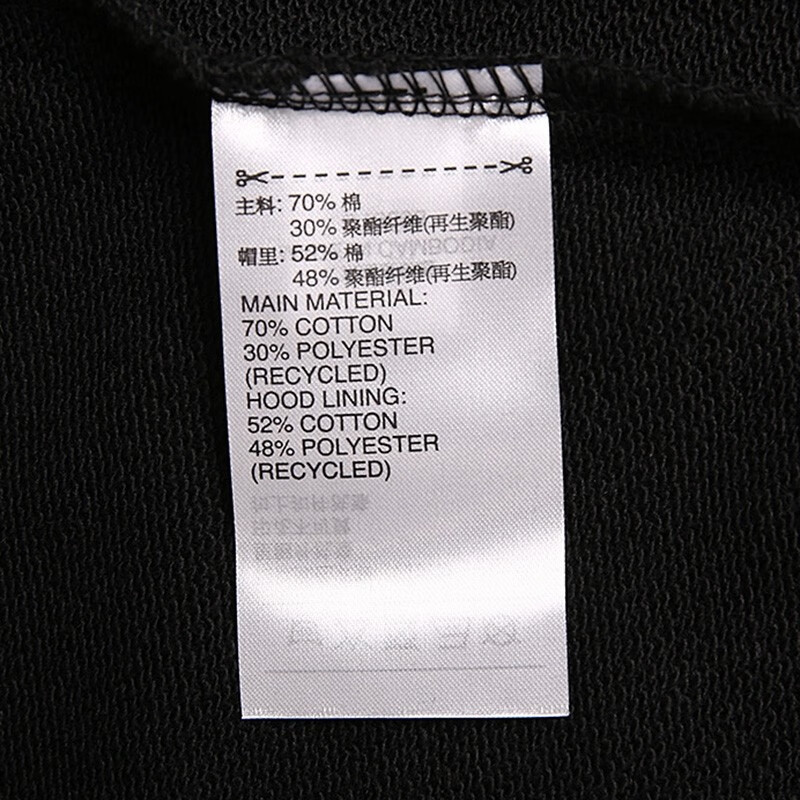 主料: 70% 棉
30% 聚酯纤维(再生聚酯)
帽里: 52% 棉
48% 聚酯纤维(再生聚酯)
MAIN MATERIAL:
70% COTTON
30% POLYESTER
(RECYCLED)
HOOD LINING:
52% COTTON
48% POLYESTER
(RECYCLED)